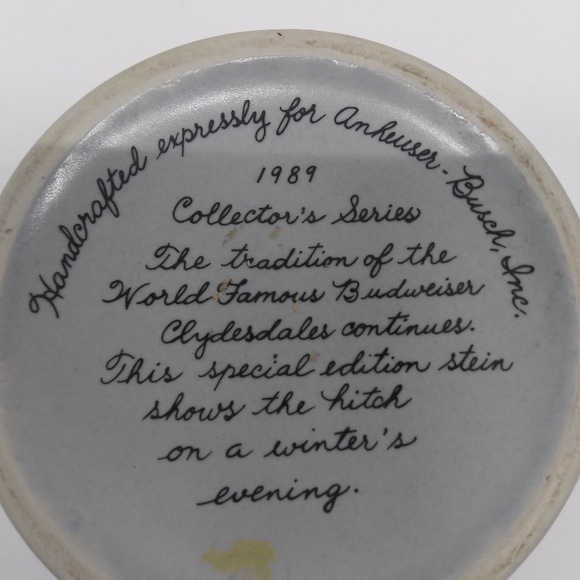 Handcrafted expressly for Anheuser-Busch, Inc.
1989
Collector's Series
The tradition of the
World Famous Budweiser
Clydesdales continues.
This special edition stein
shows the hitch
on a winter's
evening.